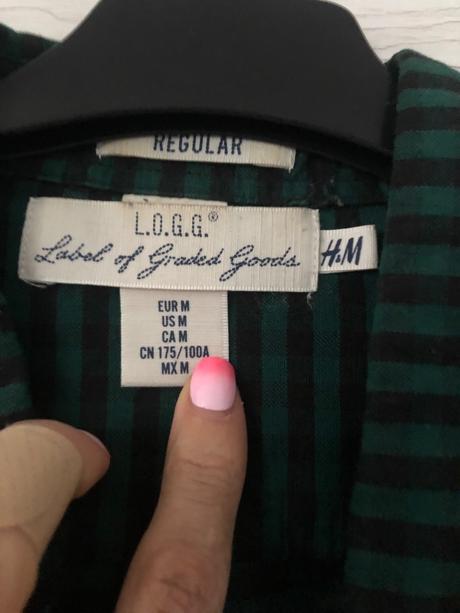 REGULAR
L.O.G.G.®
Label of Graded Goods
H&M
EUR M
US M
CA M
CN 175/100A
MX M